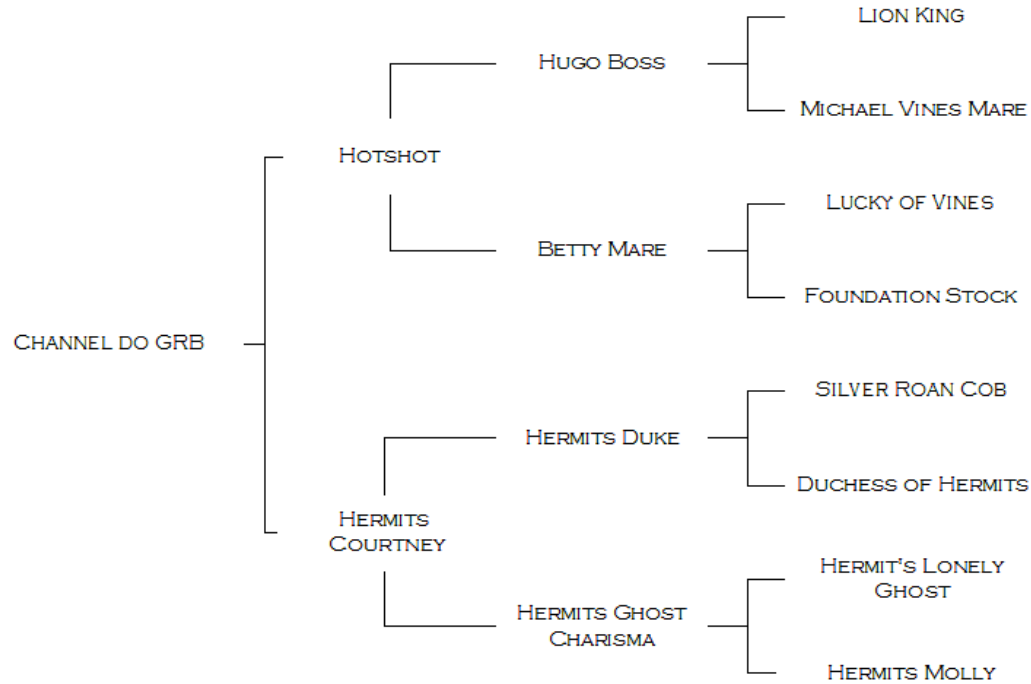 Lion King
Hugo Boss
Michael Vines Mare
Hotshot
Lucky of Vines
Betty Mare
Foundation Stock
Channel do GRB
Silver Roan Cob
Hermits Duke
Duchess of Hermits
Hermits
Courtney
Hermit's Lonely
Ghost
Hermits Ghost
Charisma
Hermits Molly